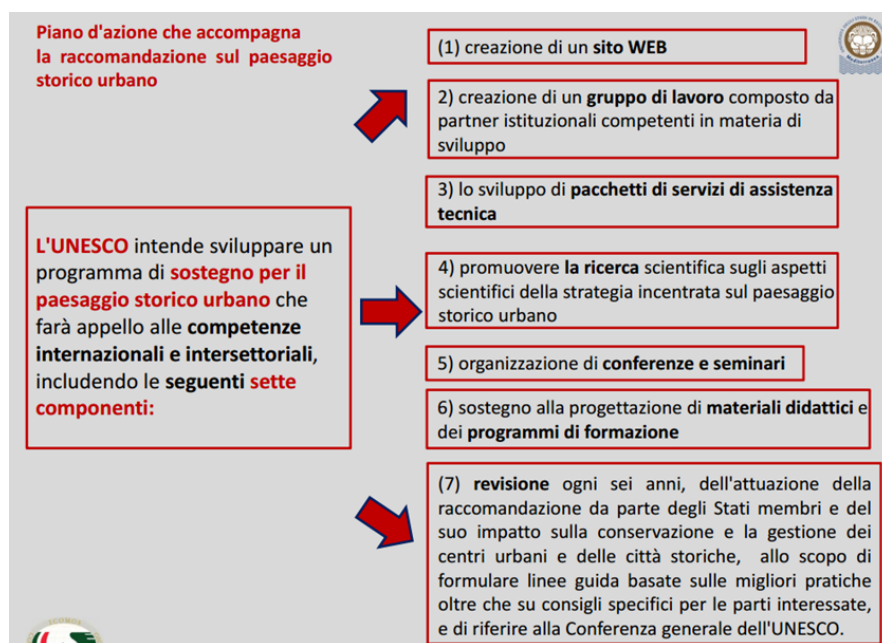 Piano d'azione che accompagna
la raccomandazione sul paesaggio
storico urbano
L'UNESCO intende sviluppare un
programma di sostegno per il
paesaggio storico urbano che
farà appello alle competenze
internazionali e intersettoriali,
includendo le seguenti sette
componenti:
(1) creazione di un sito WEB
2) creazione di un gruppo di lavoro composto da
partner istituzionali competenti in materia di
sviluppo
3) lo sviluppo di pacchetti di servizi di assistenza
tecnica
4) promuovere la ricerca scientifica sugli aspetti
scientifici della strategia incentrata sul paesaggio
storico urbano
5) organizzazione di conferenze e seminari
6) sostegno alla progettazione di materiali didattici e
dei programmi di formazione
(7) revisione ogni sei anni, dell'attuazione della
raccomandazione da parte degli Stati membri e del
suo impatto sulla conservazione e la gestione dei
centri urbani e delle città storiche, allo scopo di
formulare linee guida basate sulle migliori pratiche
oltre che su consigli specifici per le parti interessate,
e di riferire alla Conferenza generale dell'UNESCO.
Mediterranea
ICOMOS